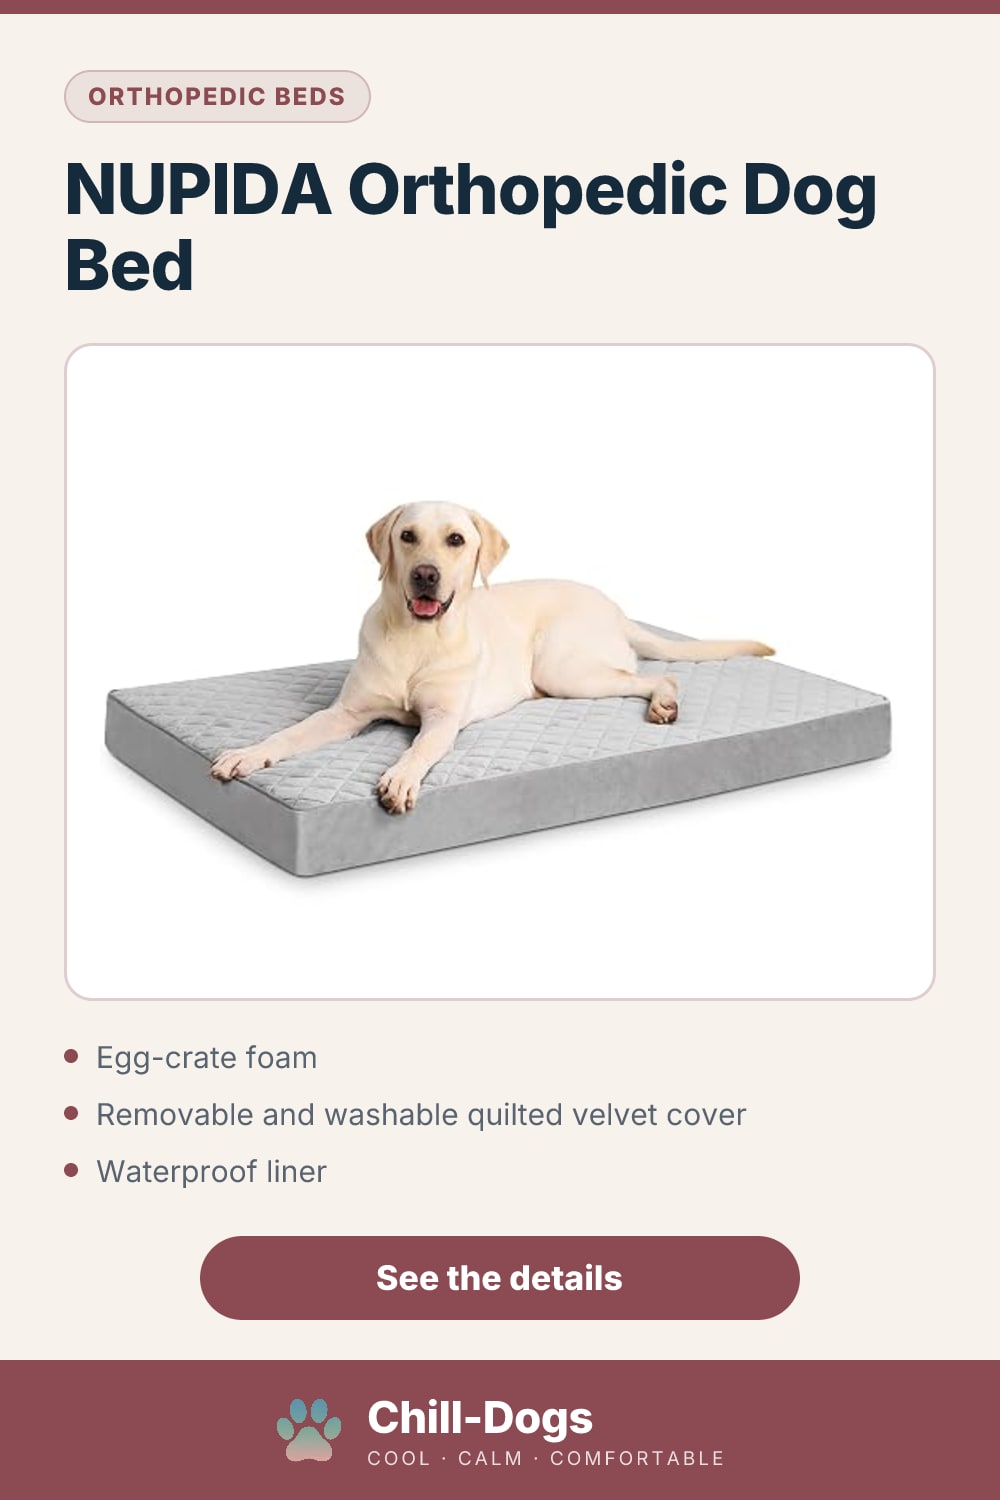 ORTHOPEDIC BEDS
NUPIDA Orthopedic Dog
Bed
Egg-crate foam
Removable and washable quilted velvet cover
Waterproof liner
See the details
Chill-Dogs
COOL · CALM · COMFORTABLE